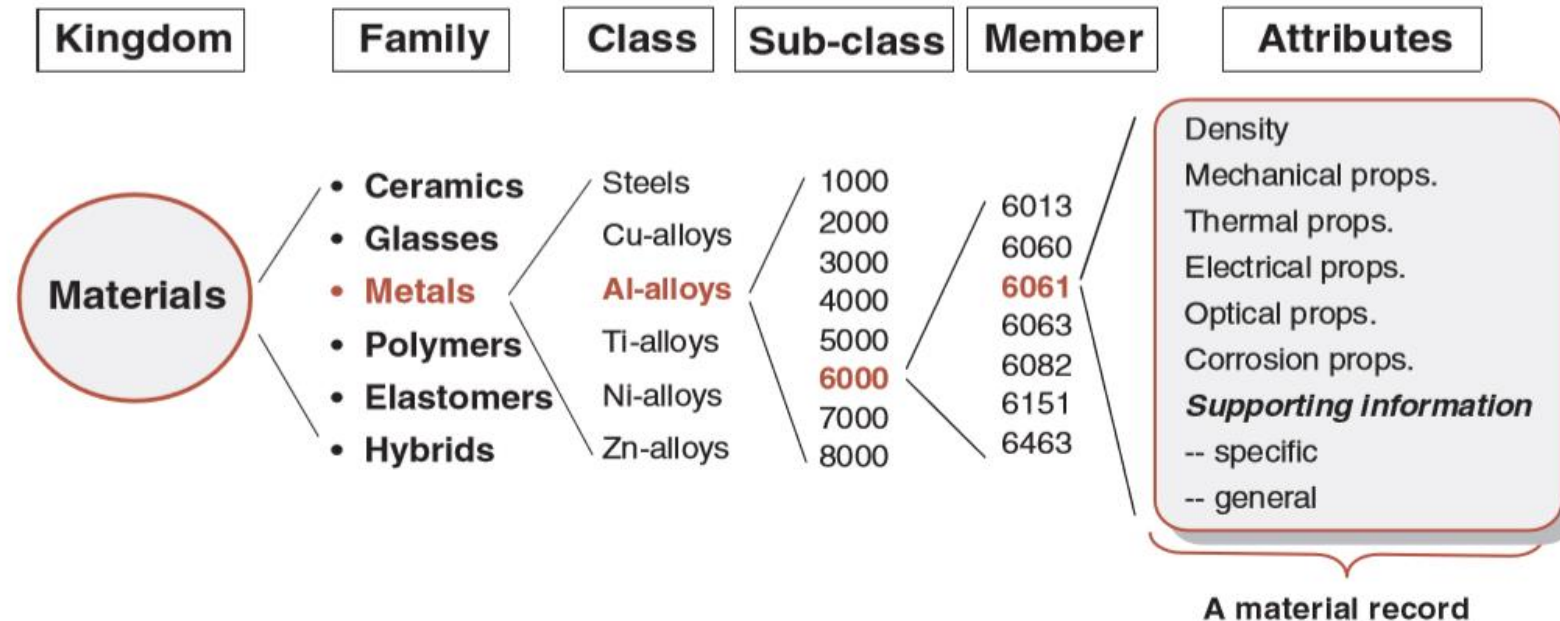 Kingdom
Family
Class
Sub-class
Member
Attributes
Materials
• Ceramics
• Glasses
• Metals
• Polymers
• Elastomers
• Hybrids
Steels
Cu-alloys
Al-alloys
Ti-alloys
Ni-alloys
Zn-alloys
1000
2000
3000
4000
5000
6000
7000
8000
6013
6060
6061
6063
6082
6151
6463
Density
Mechanical props.
Thermal props.
Electrical props.
Optical props.
Corrosion props.
Supporting information
-- specific
-- general
A material record